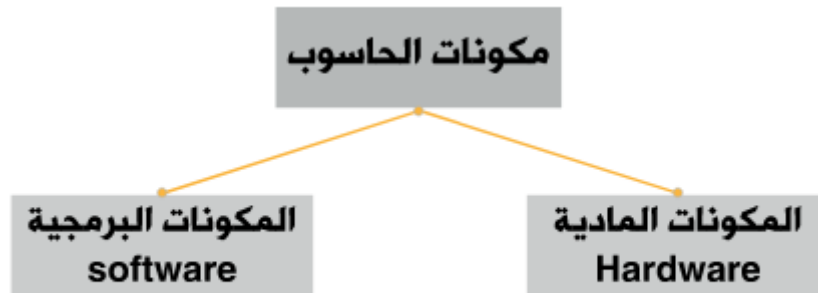 مكونات الحاسوب
المكونات المادية
Hardware
المكونات البرمجية
software